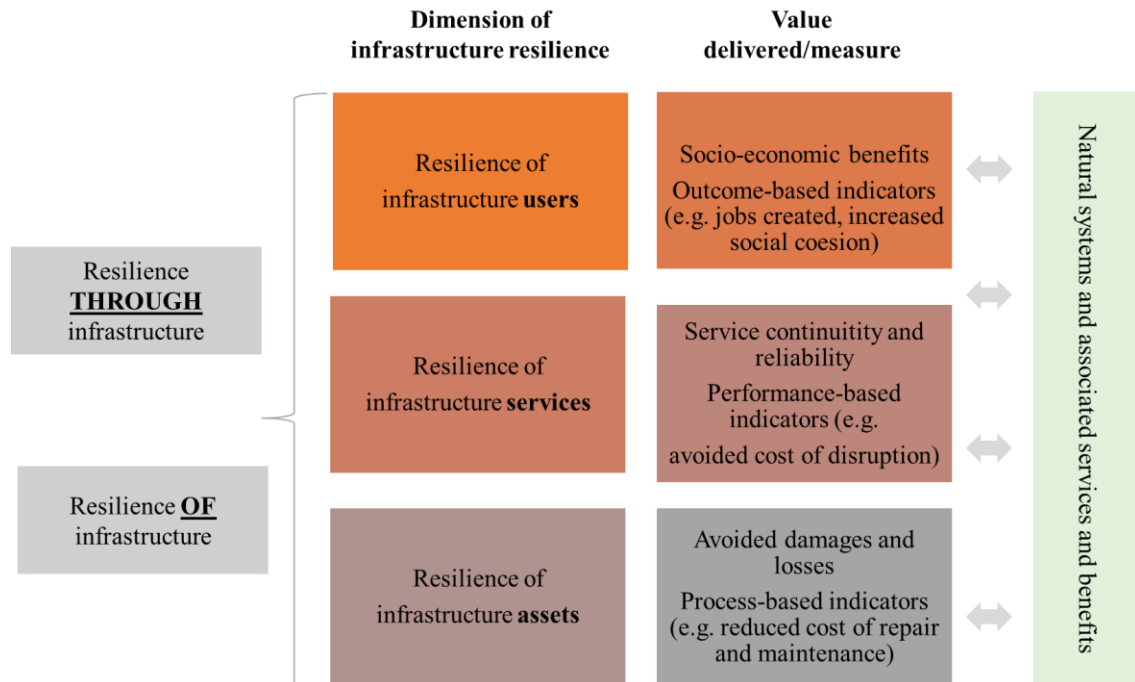 Dimension of
infrastructure resilience
Value
delivered/measure
Resilience
THROUGH
infrastructure
Resilience OF
infrastructure
Resilience of
infrastructure users
Socio-economic benefits
Outcome-based indicators
(e.g. jobs created, increased
social coesion)
Resilience of
infrastructure services
Service continuitity and
reliability
Performance-based
indicators (e.g.
avoided cost of disruption)
Resilience of
infrastructure assets
Avoided damages and
losses
Process-based indicators
(e.g. reduced cost of repair
and maintenance)
Natural systems and associated services and benefits